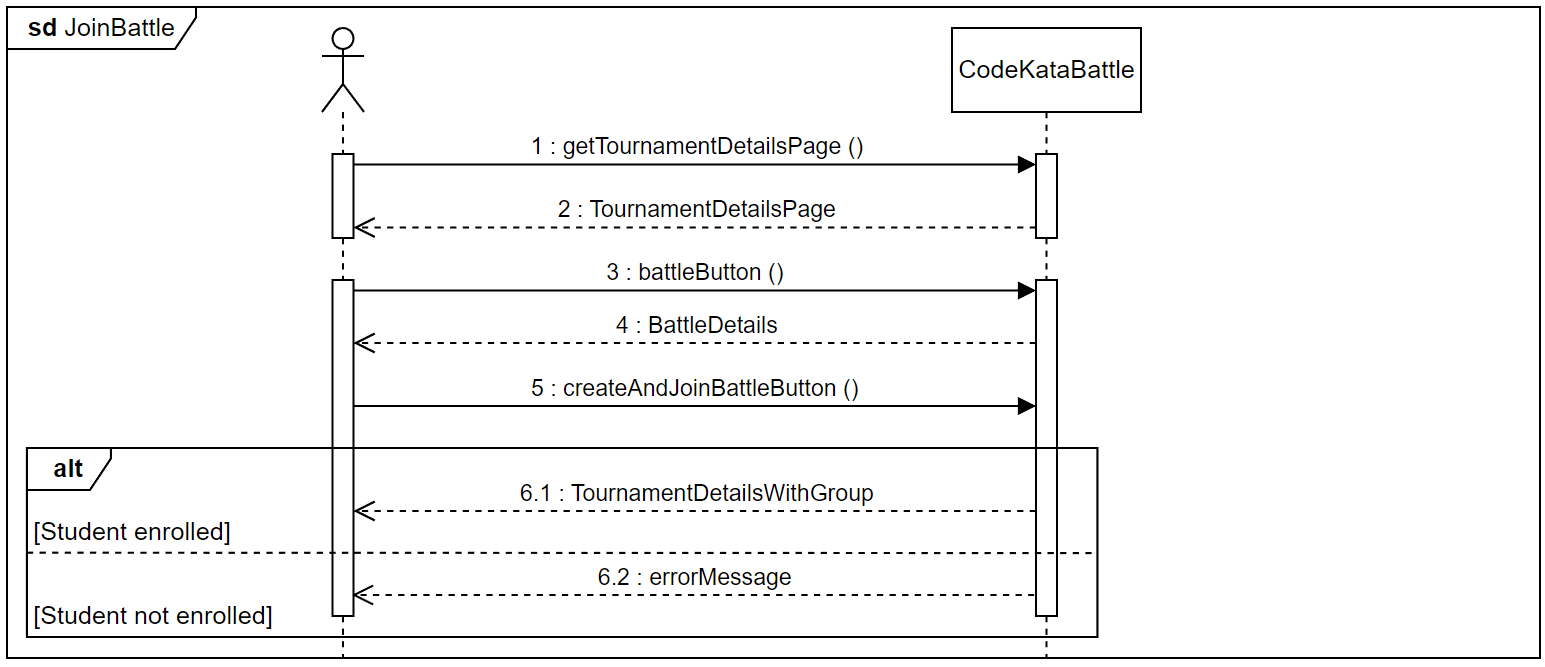 sd JoinBattle
CodeKataBattle
1 : getTournamentDetailsPage ()
2 : TournamentDetailsPage
3 : battleButton ()
4 : BattleDetails
5 : createAndJoinBattleButton ()
alt
6.1 : TournamentDetailsWithGroup
[Student enrolled]
6.2 : errorMessage
[Student not enrolled]